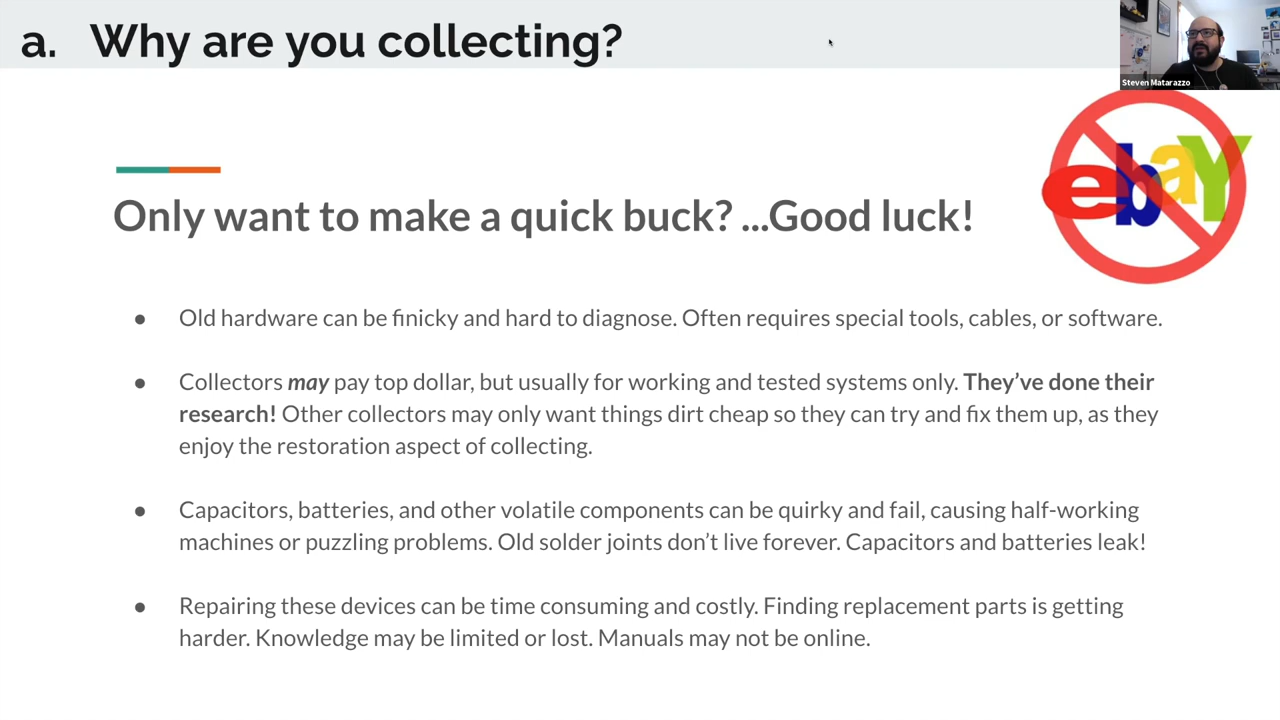 a. Why are you collecting?
Steven Matarazzo
ebaY
Only want to make a quick buck? ...Good luck!
● Old hardware can be finicky and hard to diagnose. Often requires special tools, cables, or software.
● Collectors may pay top dollar, but usually for working and tested systems only. They’ve done their
research! Other collectors may only want things dirt cheap so they can try and fix them up, as they
enjoy the restoration aspect of collecting.
● Capacitors, batteries, and other volatile components can be quirky and fail, causing half-working
machines or puzzling problems. Old solder joints don’t live forever. Capacitors and batteries leak!
● Repairing these devices can be time consuming and costly. Finding replacement parts is getting
harder. Knowledge may be limited or lost. Manuals may not be online.